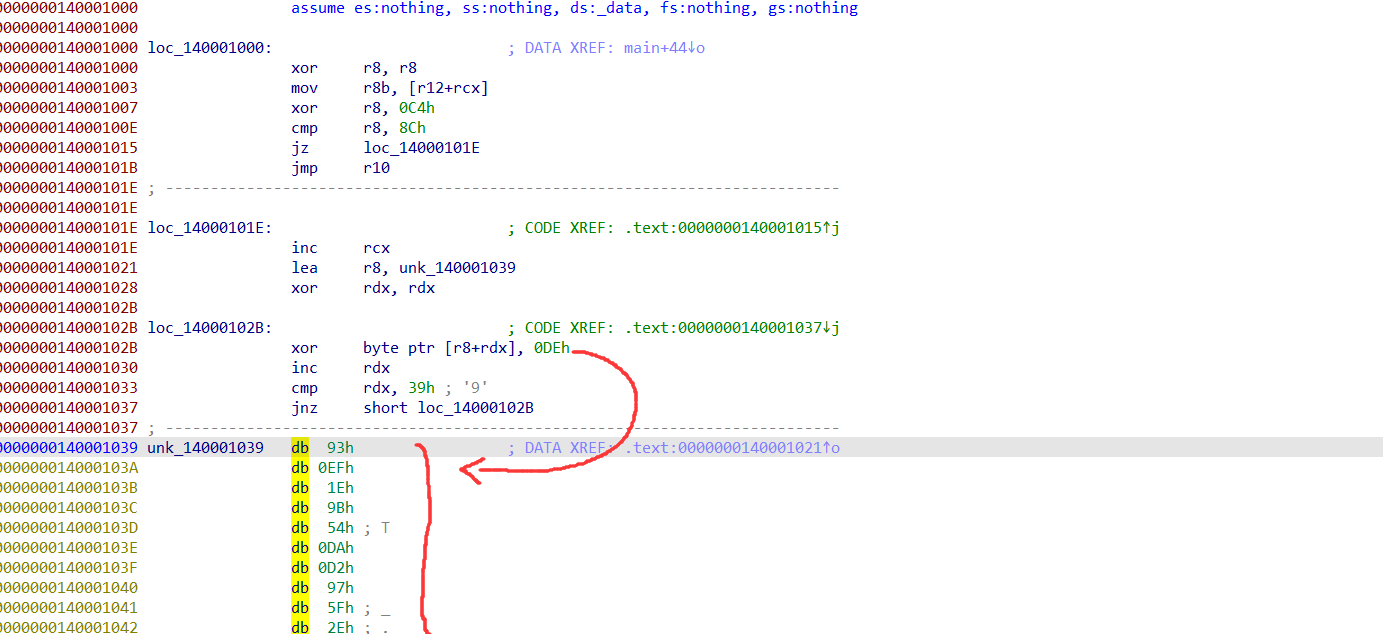 0000000140001000 assume es:nothing, ss:nothing, ds:_data, fs:nothing, gs:nothing
0000000140001000
0000000140001000 loc_140001000: ; DATA XREF: main+44↓o
0000000140001000 xor r8, r8
0000000140001003 mov r8b, [r12+rcx]
0000000140001007 xor r8, 0C4h
000000014000100E cmp r8, 8Ch
0000000140001015 jz loc_14000101E
000000014000101B jmp r10
000000014000101E ; ---------------------------------------------------------------------------
000000014000101E
000000014000101E loc_14000101E: ; CODE XREF: .text:0000000140001015↑j
000000014000101E inc rcx
0000000140001021 lea r8, unk_140001039
0000000140001028 xor rdx, rdx
000000014000102B
000000014000102B loc_14000102B: ; CODE XREF: .text:0000000140001037↓j
000000014000102B xor byte ptr [r8+rdx], 0DEh
0000000140001030 inc rdx
0000000140001033 cmp rdx, 39h ; '9'
0000000140001037 jnz short loc_14000102B
0000000140001037 ; ---------------------------------------------------------------------------
0000000140001039 unk_140001039 db 93h ; DATA XREF: .text:0000000140001021↑o
000000014000103A db 0EFh
000000014000103B db 1Eh
000000014000103C db 9Bh
000000014000103D db 54h ; T
000000014000103E db 0DAh
000000014000103F db 0D2h
0000000140001040 db 97h
0000000140001041 db 5Fh ; _
0000000140001042 db 2Eh ; .